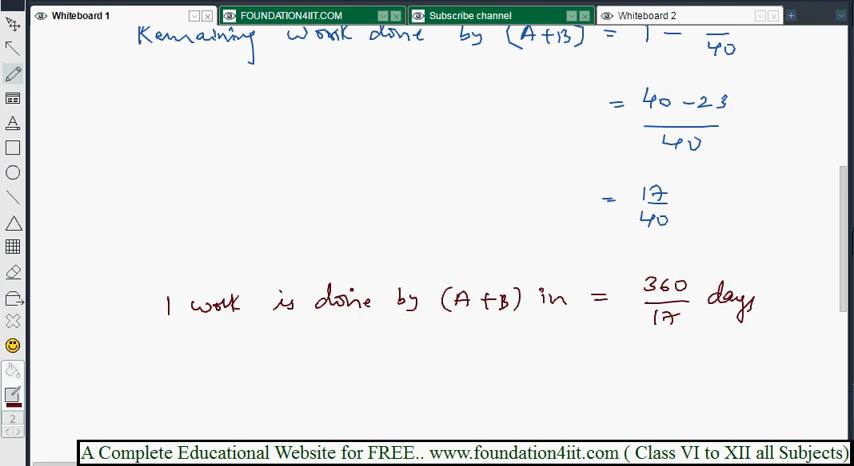 Whiteboard 1
FOUNDATION4IIT.COM
Subscribe channel
Whiteboard 2
Remaining work done by (A+B) = 1 - 40
= 40 - 23
40
= 17
40
1 work is done by (A+B) in = 360 days
17
2
A Complete Educational Website for FREE.. www.foundation4iit.com ( Class VI to XII all Subjects)